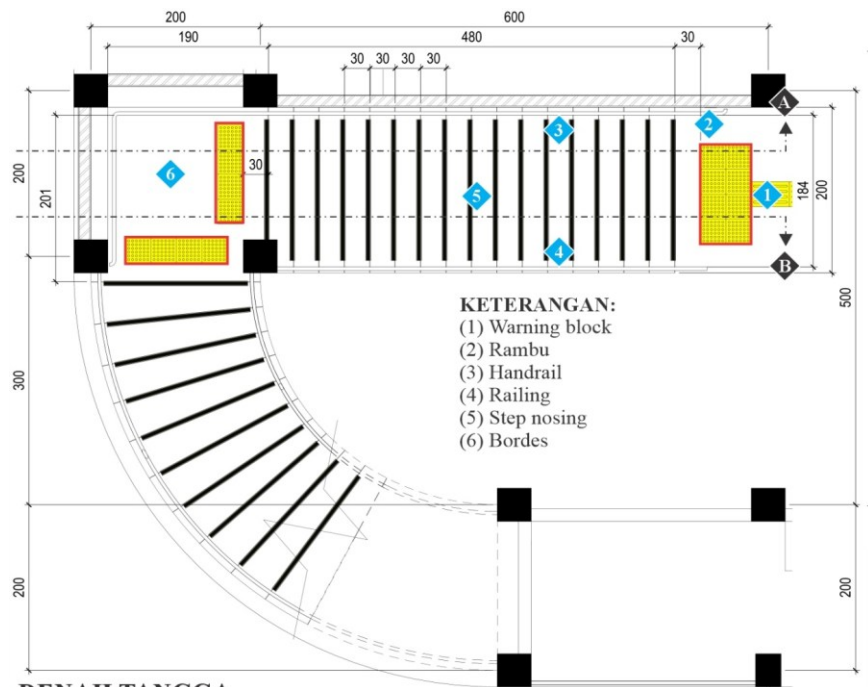 200
600
190
480
30
30
30
30
30
A
2
3
200
201
30
6
5
1
184
200
4
B
500
KETERANGAN:
(1) Warning block
(2) Rambu
(3) Handrail
(4) Railing
(5) Step nosing
(6) Bordes
300
200
200
DENAH TANGGA